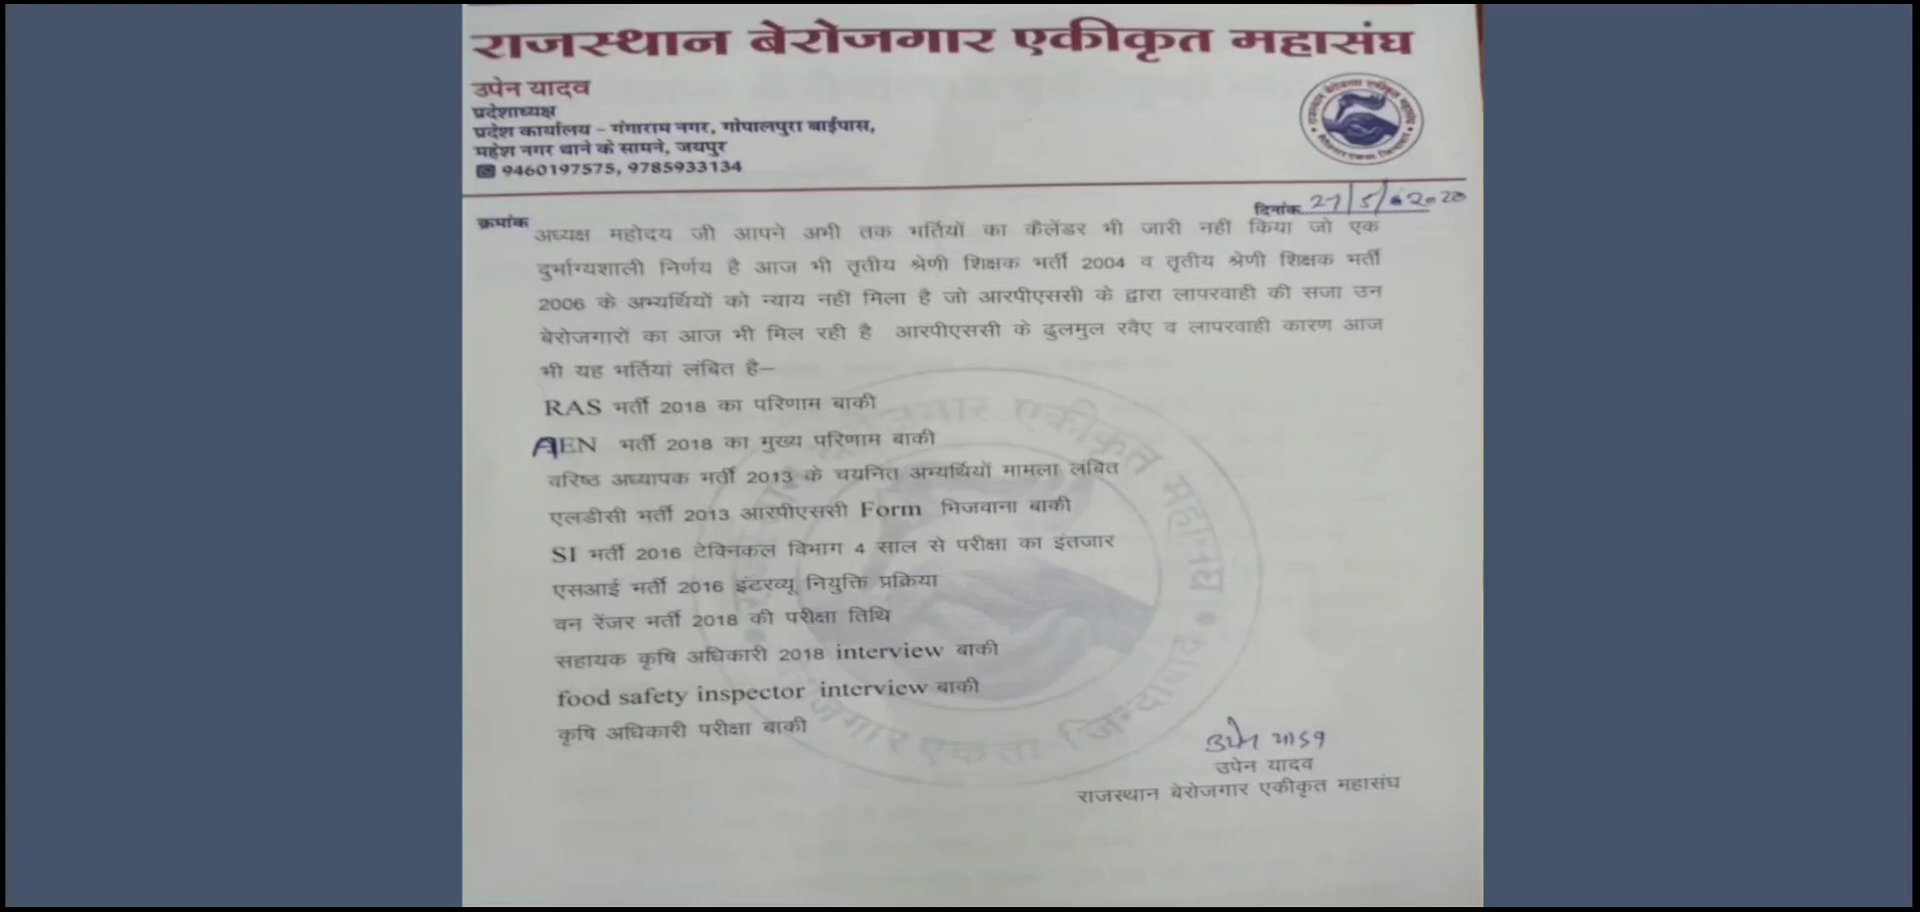 राजस्थान बेरोजगार एकीकृत महासंघ
उपेन यादव
प्रदेशाध्यक्ष
प्रदेश कार्यालय – गंगाराम नगर, गोपालपुरा बाईपास,
महेश नगर थाने के सामने, जयपुर
9460197575, 9785933134
क्रमांक
दिनांक 27/5/2020
अध्यक्ष महोदय जी आपने अभी तक भर्तियों का कैलेंडर भी जारी नहीं किया जो एक
दुर्भाग्यशाली निर्णय है आज भी तृतीय श्रेणी शिक्षक भर्ती 2004 व तृतीय श्रेणी शिक्षक भर्ती
2006 के अभ्यर्थियों को न्याय नहीं मिला है जो आरपीएससी के द्वारा लापरवाही की सजा उन
बेरोजगारों का आज भी मिल रही है आरपीएससी के ढुलमुल रवैए व लापरवाही कारण आज
भी यह भर्तियां लंबित है–
RAS भर्ती 2018 का परिणाम बाकी
AEN भर्ती 2018 का मुख्य परिणाम बाकी
वरिष्ठ अध्यापक भर्ती 2013 के चयनित अभ्यर्थियों मामला लंबित
एलडीसी भर्ती 2013 आरपीएससी Form भिजवाना बाकी
SI भर्ती 2016 टेक्निकल विभाग 4 साल से परीक्षा का इंतजार
एसआई भर्ती 2016 इंटरव्यू नियुक्ति प्रक्रिया
वन रेंजर भर्ती 2018 की परीक्षा तिथि
सहायक कृषि अधिकारी 2018 interview बाकी
food safety inspector interview बाकी
कृषि अधिकारी परीक्षा बाकी
उपेन यादव
उपेन यादव
राजस्थान बेरोजगार एकीकृत महासंघ